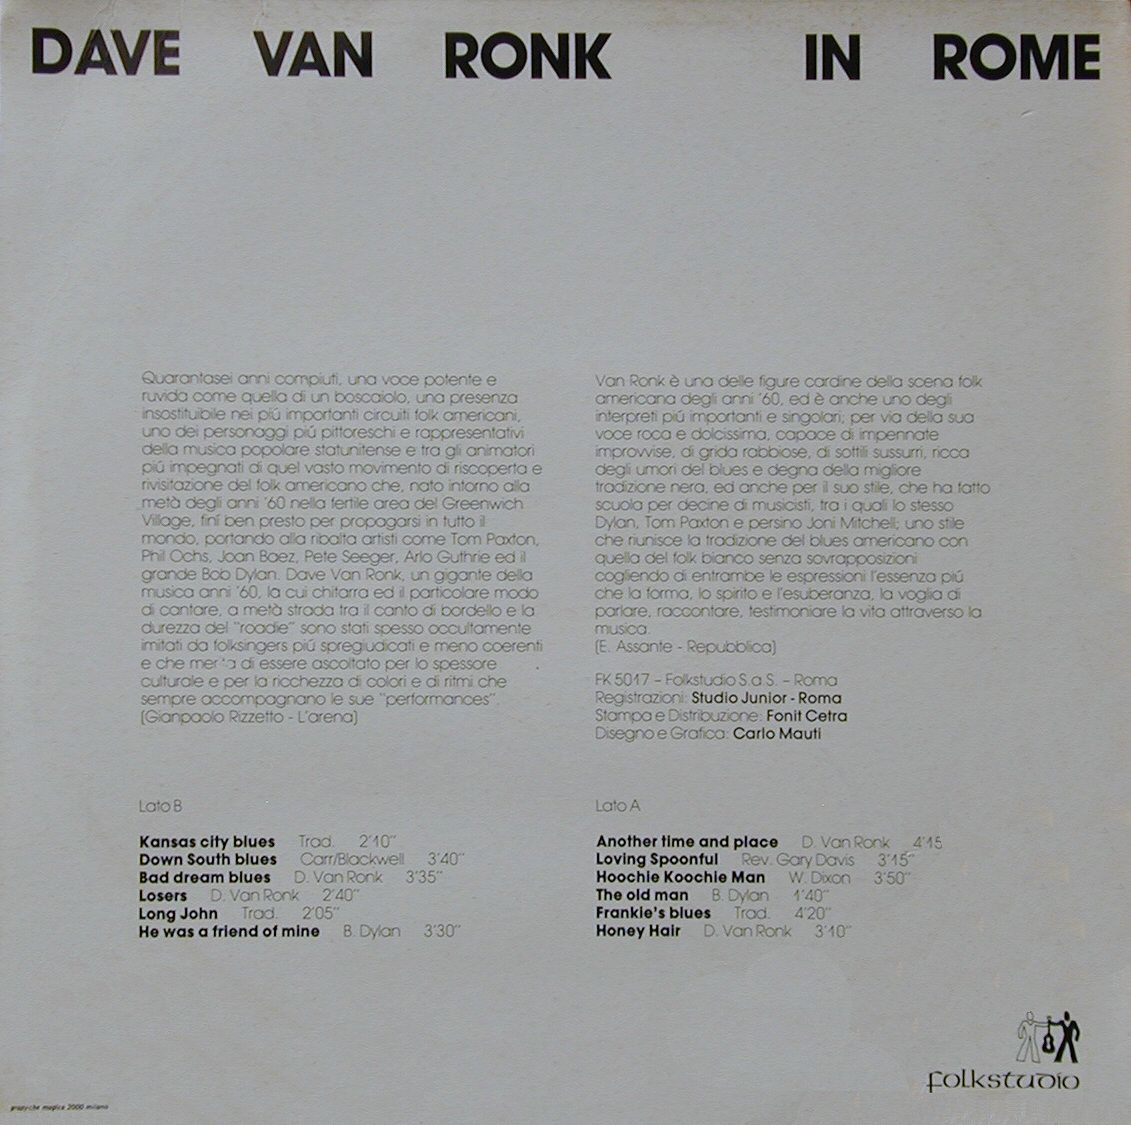 DAVE VAN RONK IN ROME
Quarantasei anni compiuti, una voce potente e
ruvida come quella di un boscaiolo, una presenza
insostituibile nei piú importanti circuiti folk americani,
uno dei personaggi piú pittoreschi e rappresentativi
della musica popolare statunitense e tra gli animatori
piú impegnati di quel vasto movimento di riscoperta e
rivisitazione del folk americano che, nato intorno alla
metà degli anni '60 nella fertile area del Greenwich
Village, finí ben presto per propagarsi in tutto il
mondo, portando alla ribalta artisti come Tom Paxton,
Phil Ochs, Joan Baez, Pete Seeger, Arlo Guthrie ed il
grande Bob Dylan. Dave Van Ronk, un gigante della
musica anni '60, la cui chitarra ed il particolare modo
di cantare, a metà strada tra il canto di bordello e la
durezza del "roadie" sono stati spesso occultamente
imitati da folksingers piú spregiudicati e meno coerenti
e che di essere ascoltato per lo spessore
culturale e per la ricchezza di colori e di ritmi che
sempre accompagnano le sue "performances".
(Gianpaolo Rizzetto - L'arena)
Van Ronk è una delle figure cardine della scena folk
americana degli anni '60, ed è anche uno degli
interpreti piú importanti e singolari; per via della sua
voce roca e dolcissima, capace di impennate
improvvise, di grida rabbiose, di sottili sussurri, ricca
degli umori del blues e degna della migliore
tradizione nera, ed anche per il suo stile, che ha fatto
scuola per decine di musicisti, tra i quali lo stesso
Dylan, Tom Paxton e persino Joni Mitchell; uno stile
che riunisce la tradizione del blues americano con
quella del folk bianco senza sovrapposizioni
cogliendo di entrambe le espressioni l'essenza piú
che la forma, lo spirito e l'esuberanza, la voglia di
parlare, raccontare, testimoniare la vita attraverso la
musica.
(E. Assante - Repubblica)
FK 5017 – Folkstudio S.a.S. – Roma
Registrazioni: Studio Junior - Roma
Stampa e Distribuzione: Fonit Cetra
Disegno e Grafica: Carlo Mauti
Lato B
Kansas city blues Trad. 2'10"
Down South blues Carr/Blackwell 3'40"
Bad dream blues D. Van Ronk 3'35"
Losers D. Van Ronk 2'40"
Long John Trad. 2'05"
He was a friend of mine B. Dylan 3'30"
Lato A
Another time and place D. Van Ronk 4'15
Loving Spoonful Rev. Gary Davis 3'15"
Hoochie Koochie Man W. Dixon 3'50"
The old man B. Dylan 1'40"
Frankie's blues Trad. 4'20"
Honey Hair D. Van Ronk 3'10"
folkstudio
magica 2000 milano